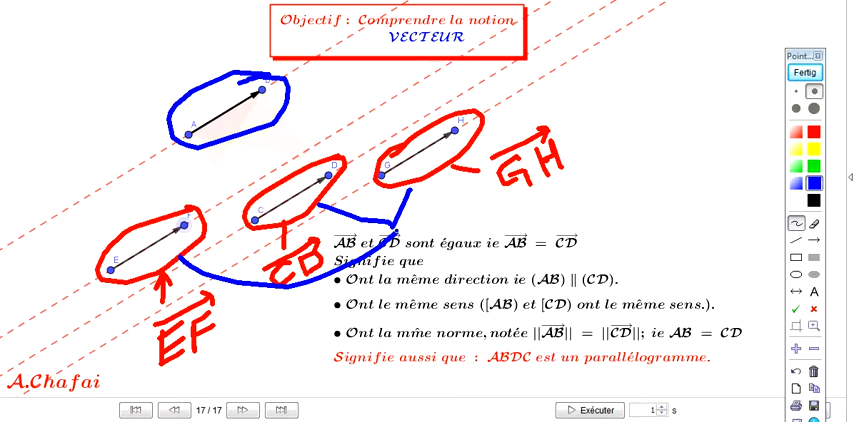 Objectif : Comprendre la notion
VECTEUR
Point...
Fertig
A
B
H
G
D
C
F
E
GH
CD
EF
AB et CD sont égaux ie AB = CD
Signifie que
• Ont la même direction ie (AB) ∥ (CD).
• Ont le même sens ([AB) et [CD) ont le même sens.).
• Ont la mme norme, notée ||AB|| = ||CD||; ie AB = CD
Signifie aussi que : ABDC est un parallélogramme.
A.Chafai
17 / 17
Exécuter
1
s
A